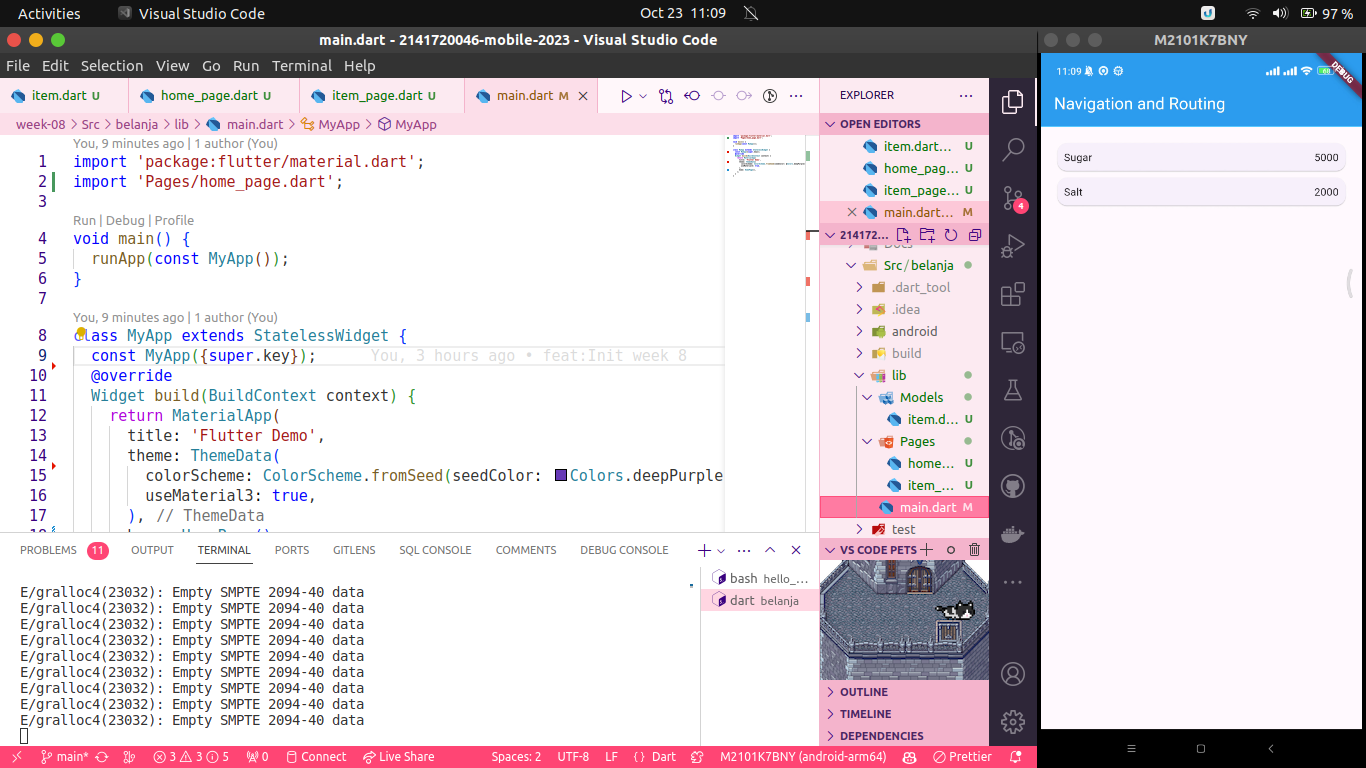 Activities
Visual Studio Code
Oct 23 11:09
97 %
main.dart - 2141720046-mobile-2023 - Visual Studio Code
File Edit Selection View Go Run Terminal Help
item.dart U
home_page.dart U
item_page.dart U
main.dart M
week-08 > Src > belanja > lib > main.dart > MyApp > MyApp
You, 9 minutes ago | 1 author (You)
1 import 'package:flutter/material.dart';
2 import 'Pages/home_page.dart';
3
Run | Debug | Profile
4 void main() {
5 runApp(const MyApp());
6 }
7
You, 9 minutes ago | 1 author (You)
8 class MyApp extends StatelessWidget {
9 const MyApp({super.key}); You, 3 hours ago • feat:Init week 8
10 @override
11 Widget build(BuildContext context) {
12 return MaterialApp(
13 title: 'Flutter Demo',
14 theme: ThemeData(
15 colorScheme: ColorScheme.fromSeed(seedColor: Colors.deepPurple
16 useMaterial3: true,
17 ), // ThemeData
PROBLEMS 11 OUTPUT TERMINAL PORTS GITLENS SQL CONSOLE COMMENTS DEBUG CONSOLE
E/gralloc4(23032): Empty SMPTE 2094-40 data
E/gralloc4(23032): Empty SMPTE 2094-40 data
E/gralloc4(23032): Empty SMPTE 2094-40 data
E/gralloc4(23032): Empty SMPTE 2094-40 data
E/gralloc4(23032): Empty SMPTE 2094-40 data
E/gralloc4(23032): Empty SMPTE 2094-40 data
E/gralloc4(23032): Empty SMPTE 2094-40 data
E/gralloc4(23032): Empty SMPTE 2094-40 data
E/gralloc4(23032): Empty SMPTE 2094-40 data
bash hello_...
dart belanja
EXPLORER
OPEN EDITORS
item.dart... U
home_pag... U
item_page... U
main.dart... M
214172...
Docs
Src/belanja
.dart_tool
.idea
android
build
lib
Models
item.d... U
Pages
home... U
item_... U
main.dart M
test
VS CODE PETS
OUTLINE
TIMELINE
DEPENDENCIES
4
main* 3 3 5 0 Connect Live Share Spaces: 2 UTF-8 LF Dart M2101K7BNY (android-arm64) Prettier
M2101K7BNY
11:09
DEBUG
Navigation and Routing
Sugar 5000
Salt 2000